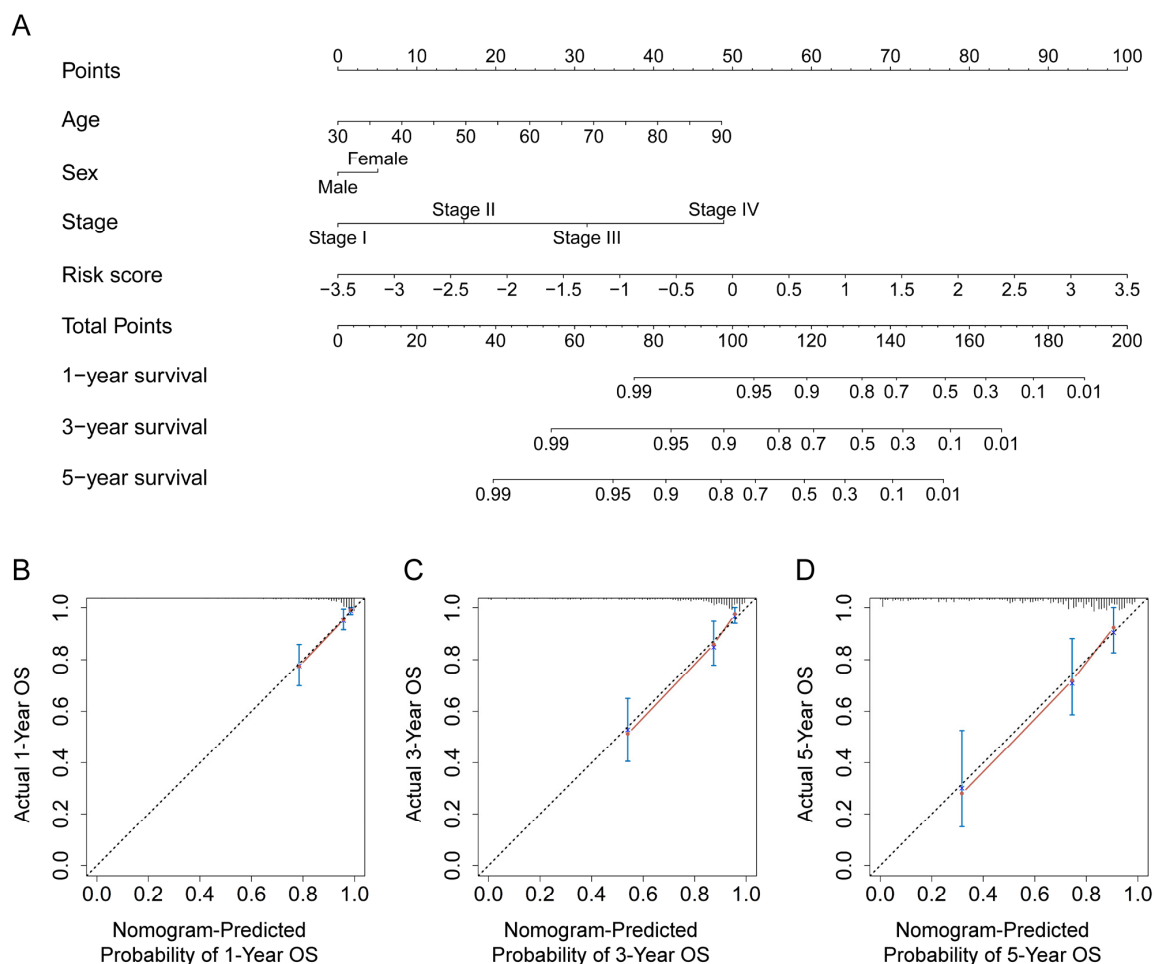 A
Points
0 10 20 30 40 50 60 70 80 90 100
Age
30 40 50 60 70 80 90
Sex
Female
Male
Stage
Stage II Stage IV
Stage I Stage III
Risk score
−3.5 −3 −2.5 −2 −1.5 −1 −0.5 0 0.5 1 1.5 2 2.5 3 3.5
Total Points
0 20 40 60 80 100 120 140 160 180 200
1−year survival
0.99 0.95 0.9 0.8 0.7 0.5 0.3 0.1 0.01
3−year survival
0.99 0.95 0.9 0.8 0.7 0.5 0.3 0.1 0.01
5−year survival
0.99 0.95 0.9 0.8 0.7 0.5 0.3 0.1 0.01
B
Actual 1-Year OS
0.0 0.2 0.4 0.6 0.8 1.0
0.0 0.2 0.4 0.6 0.8 1.0
Nomogram-Predicted
Probability of 1-Year OS
C
Actual 3-Year OS
0.0 0.2 0.4 0.6 0.8 1.0
0.0 0.2 0.4 0.6 0.8 1.0
Nomogram-Predicted
Probability of 3-Year OS
D
Actual 5-Year OS
0.0 0.2 0.4 0.6 0.8 1.0
0.0 0.2 0.4 0.6 0.8 1.0
Nomogram-Predicted
Probability of 5-Year OS